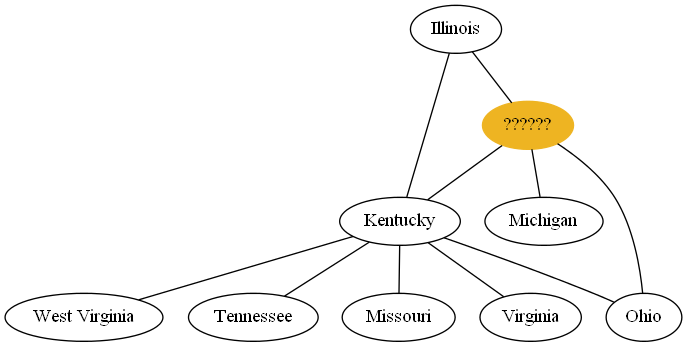 Illinois
??????
Kentucky
Michigan
West Virginia
Tennessee
Missouri
Virginia
Ohio